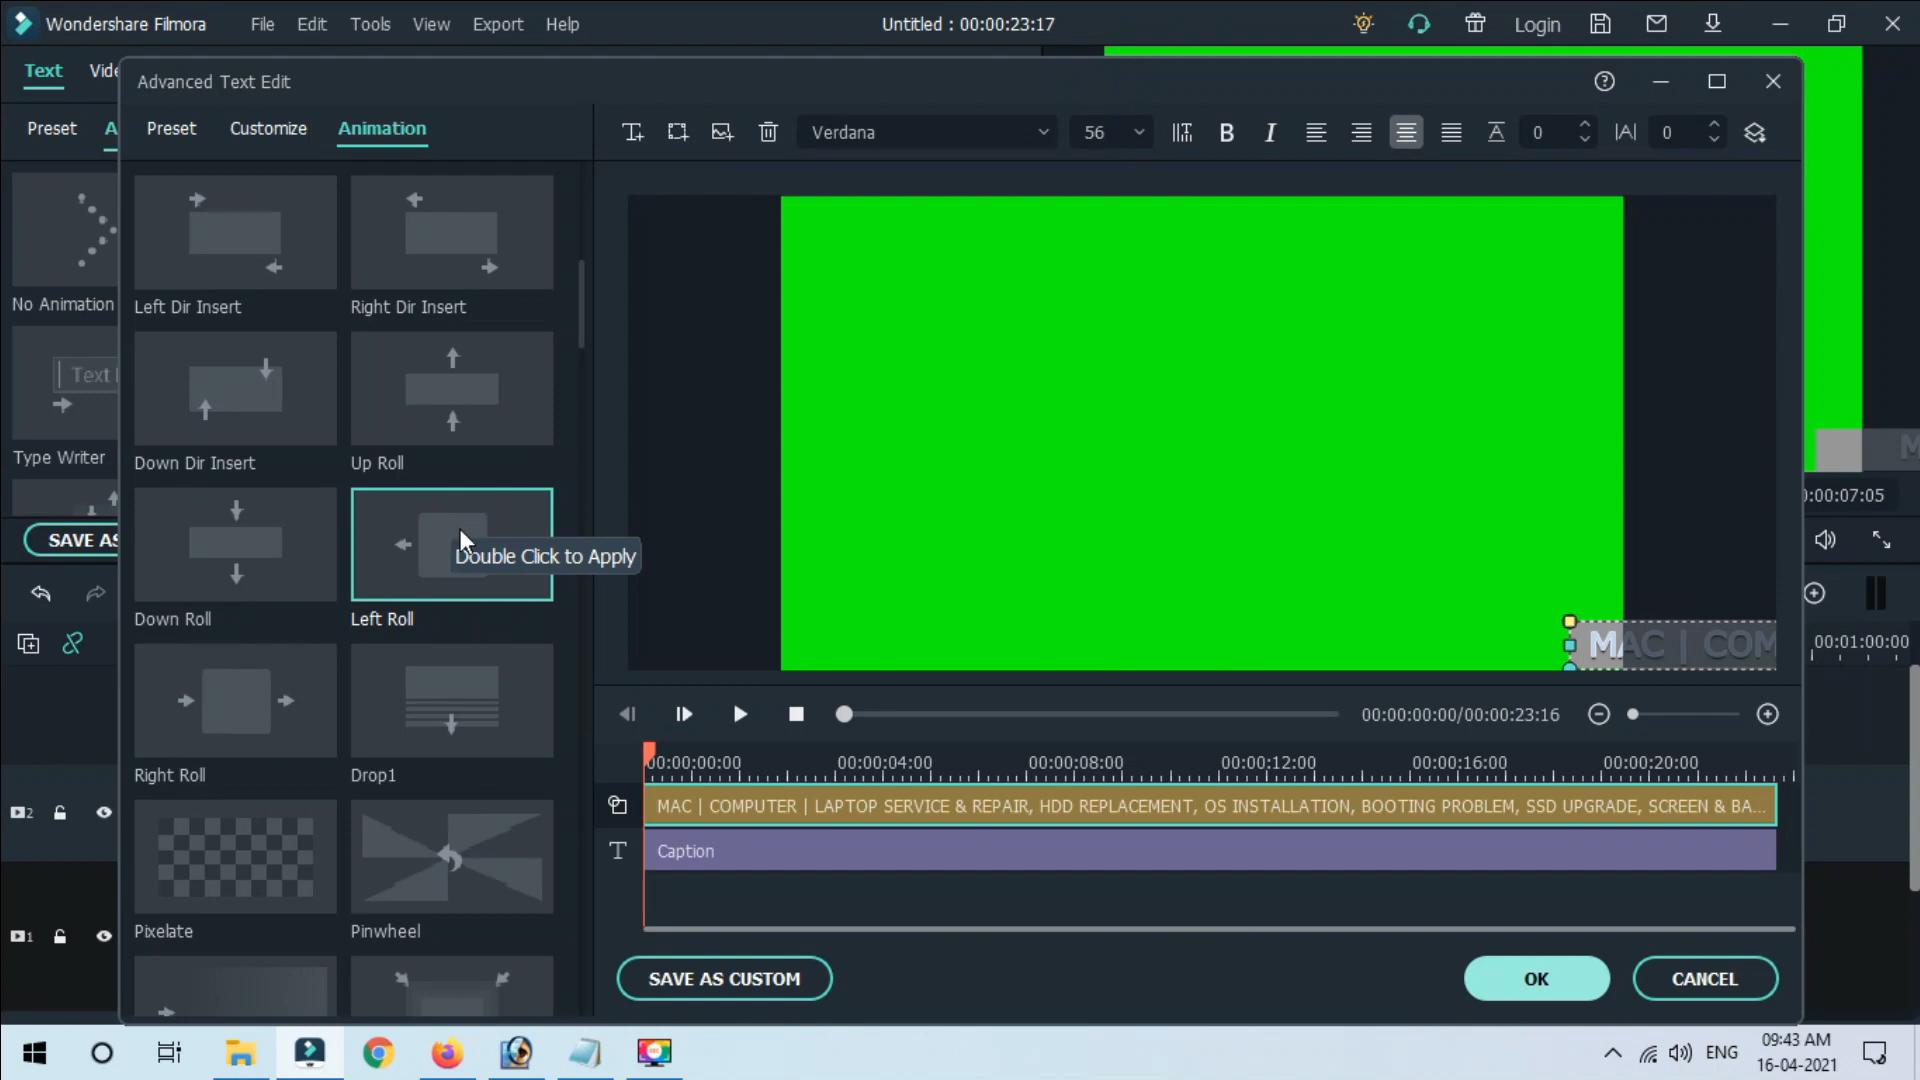 Wondershare Filmora
File Edit Tools View Export Help
Untitled : 00:00:23:17
Login
Text
Advanced Text Edit
Preset
Preset Customize Animation
Verdana 56 B I 0 0
Left Dir Insert Right Dir Insert
No Animation
Down Dir Insert Up Roll
Type Writer
Double Click to Apply
Down Roll Left Roll
Right Roll Drop1
Pixelate Pinwheel
MAC | COM
00:00:00:00/00:00:23:16
00:00:00:00 00:00:04:00 00:00:08:00 00:00:12:00 00:00:16:00 00:00:20:00
MAC | COMPUTER | LAPTOP SERVICE & REPAIR, HDD REPLACEMENT, OS INSTALLATION, BOOTING PROBLEM, SSD UPGRADE, SCREEN & BA...
T Caption
SAVE AS CUSTOM OK CANCEL
SAVE AS
:00:07:05
00:01:00:00
2
1
ENG
09:43 AM
16-04-2021